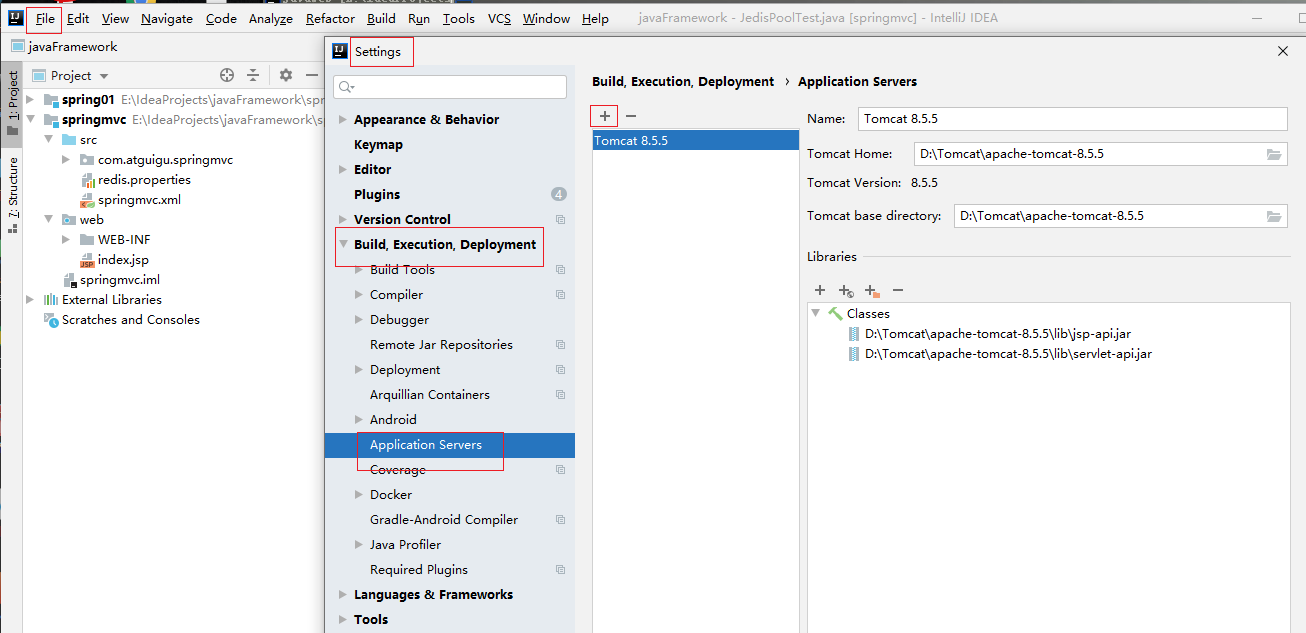 File Edit View Navigate Code Analyze Refactor Build Run Tools VCS Window Help javaFramework - JedisPoolTest.java [springmvc] - IntelliJ IDEA
javaFramework
Settings
1: Project
7: Structure
Project
spring01 E:\IdeaProjects\javaFramework\spr
springmvc E:\IdeaProjects\javaFramework\s
src
com.atguigu.springmvc
redis.properties
springmvc.xml
web
WEB-INF
index.jsp
springmvc.iml
External Libraries
Scratches and Consoles
Appearance & Behavior
Keymap
Editor
Plugins 4
Version Control
Build, Execution, Deployment
Build Tools
Compiler
Debugger
Remote Jar Repositories
Deployment
Arquillian Containers
Android
Application Servers
Coverage
Docker
Gradle-Android Compiler
Java Profiler
Required Plugins
Languages & Frameworks
Tools
Build, Execution, Deployment › Application Servers
Tomcat 8.5.5
Name: Tomcat 8.5.5
Tomcat Home: D:\Tomcat\apache-tomcat-8.5.5
Tomcat Version: 8.5.5
Tomcat base directory: D:\Tomcat\apache-tomcat-8.5.5
Libraries
Classes
D:\Tomcat\apache-tomcat-8.5.5\lib\jsp-api.jar
D:\Tomcat\apache-tomcat-8.5.5\lib\servlet-api.jar